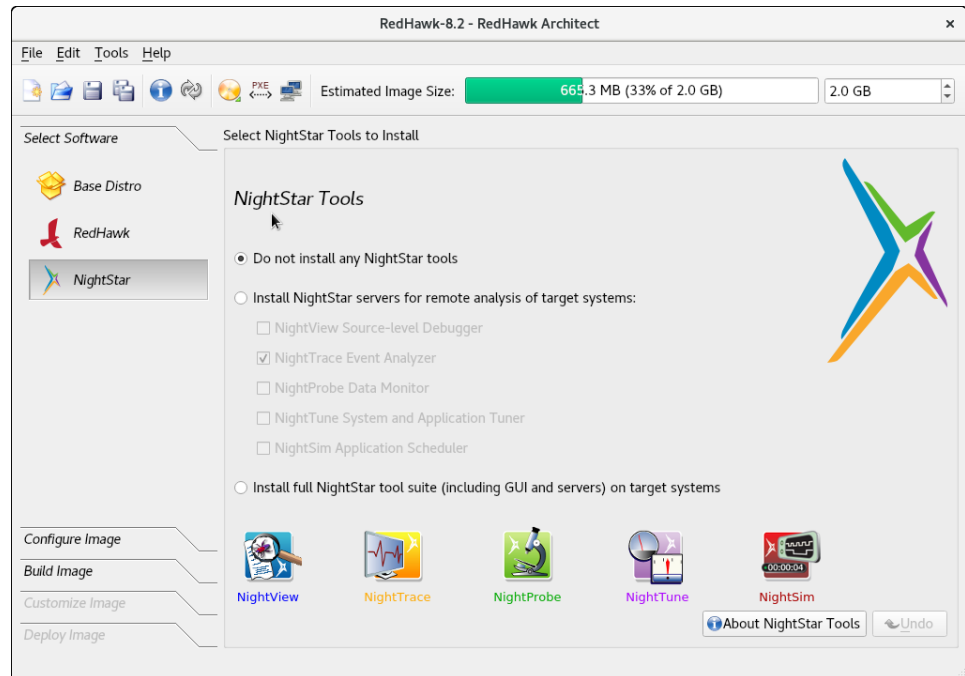 RedHawk-8.2 - RedHawk Architect
File Edit Tools Help
PXE
Estimated Image Size:
665.3 MB (33% of 2.0 GB)
2.0 GB
Select Software
Select NightStar Tools to Install
Base Distro
RedHawk
NightStar
NightStar Tools
Do not install any NightStar tools
Install NightStar servers for remote analysis of target systems:
NightView Source-level Debugger
NightTrace Event Analyzer
NightProbe Data Monitor
NightTune System and Application Tuner
NightSim Application Scheduler
Install full NightStar tool suite (including GUI and servers) on target systems
Configure Image
Build Image
Customize Image
Deploy Image
00:00:04
NightView NightTrace NightProbe NightTune NightSim
About NightStar Tools Undo